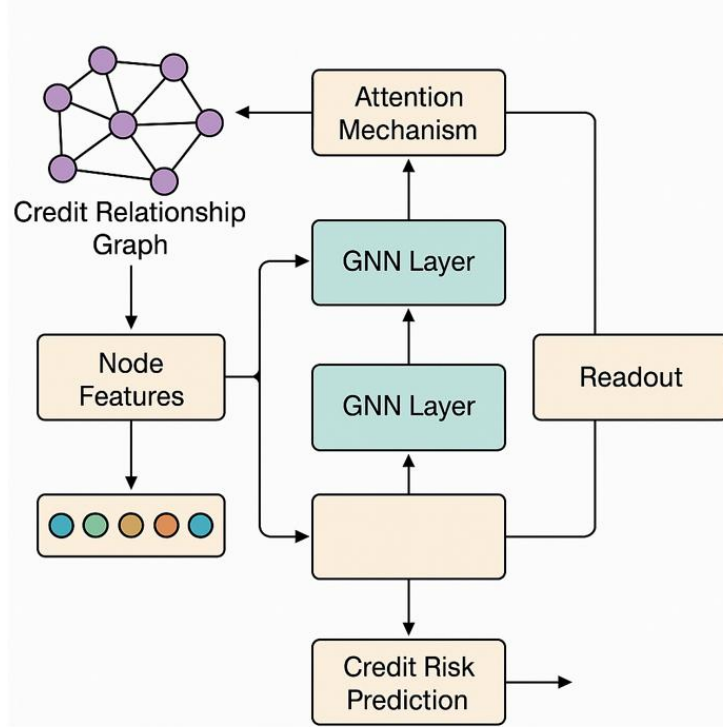 Attention
Mechanism
Credit Relationship
Graph
GNN Layer
Node
Features
GNN Layer
Readout
Credit Risk
Prediction